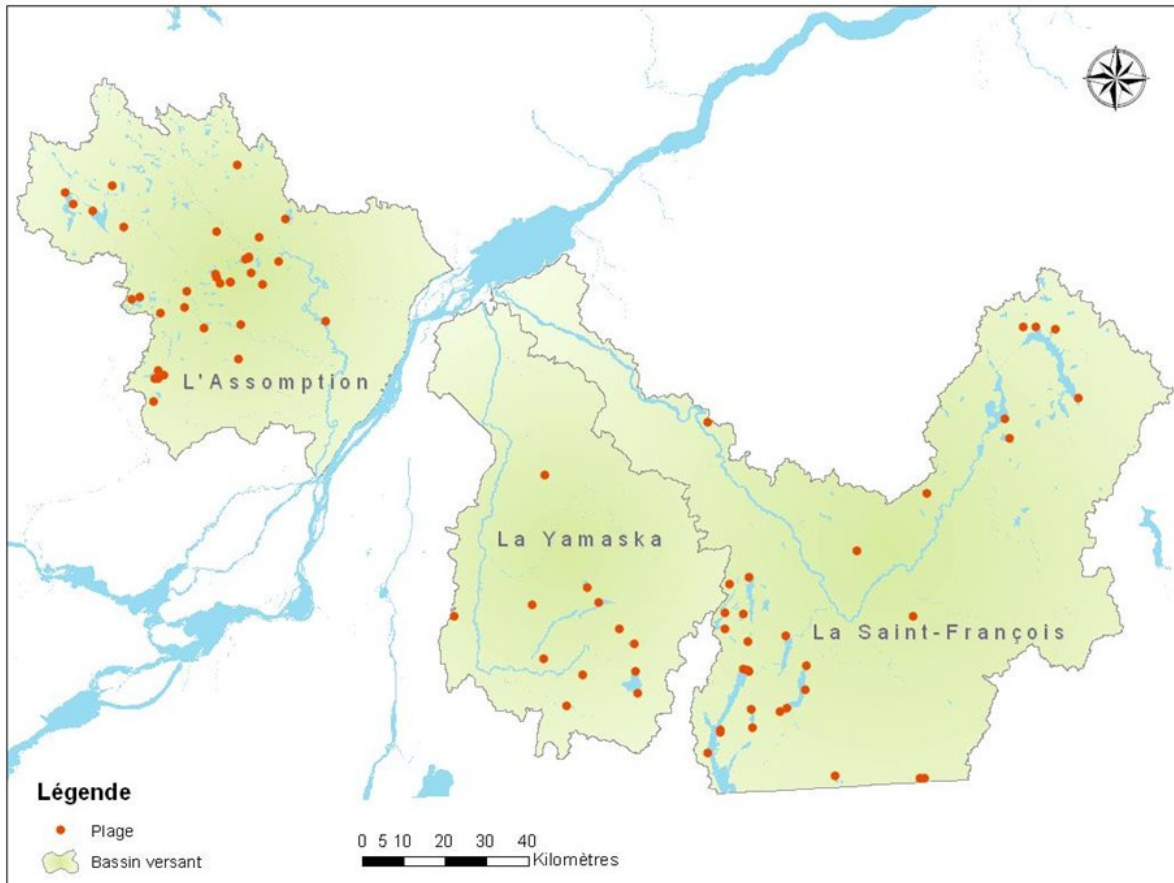 L'Assomption
La Yamaska
La Saint-François
Légende
Plage
Bassin versant
0 5 10 20 30 40
Kilomètres